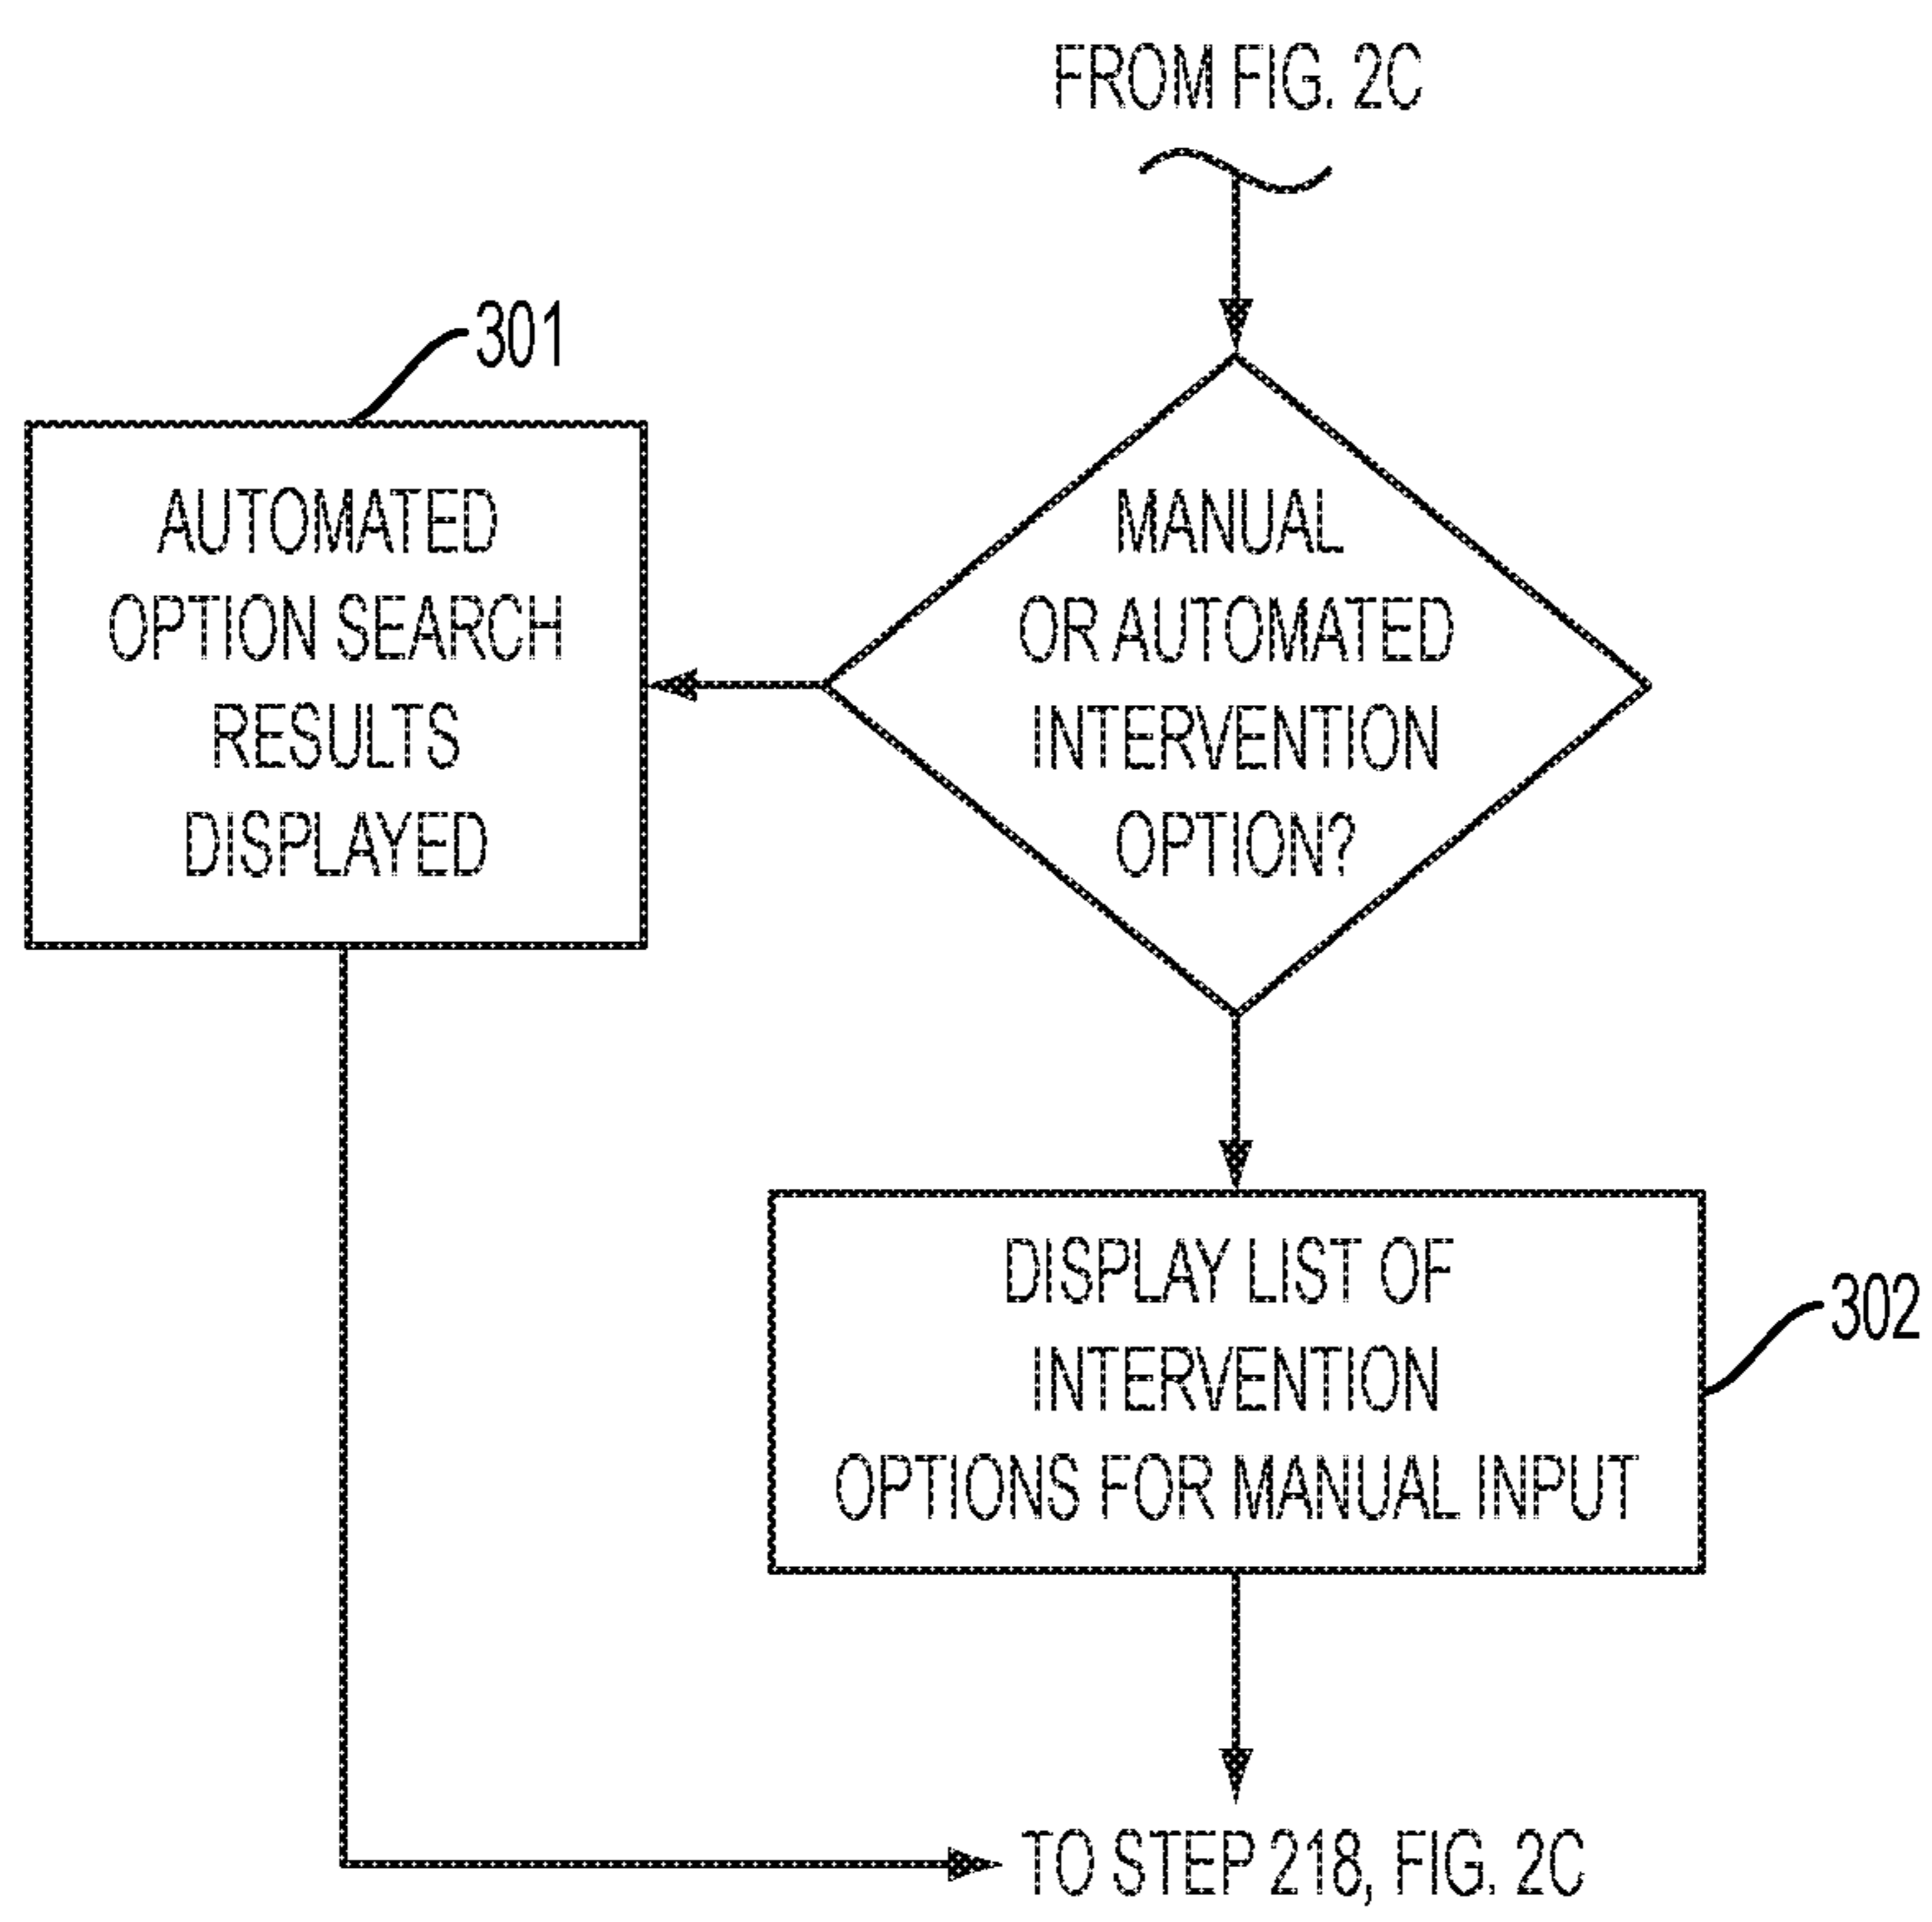 FROM FIG. 2C
301
AUTOMATED
OPTION SEARCH
RESULTS
DISPLAYED
MANUAL
OR AUTOMATED
INTERVENTION
OPTION?
DISPLAY LIST OF
INTERVENTION
OPTIONS FOR MANUAL INPUT
302
TO STEP 218, FIG. 2C